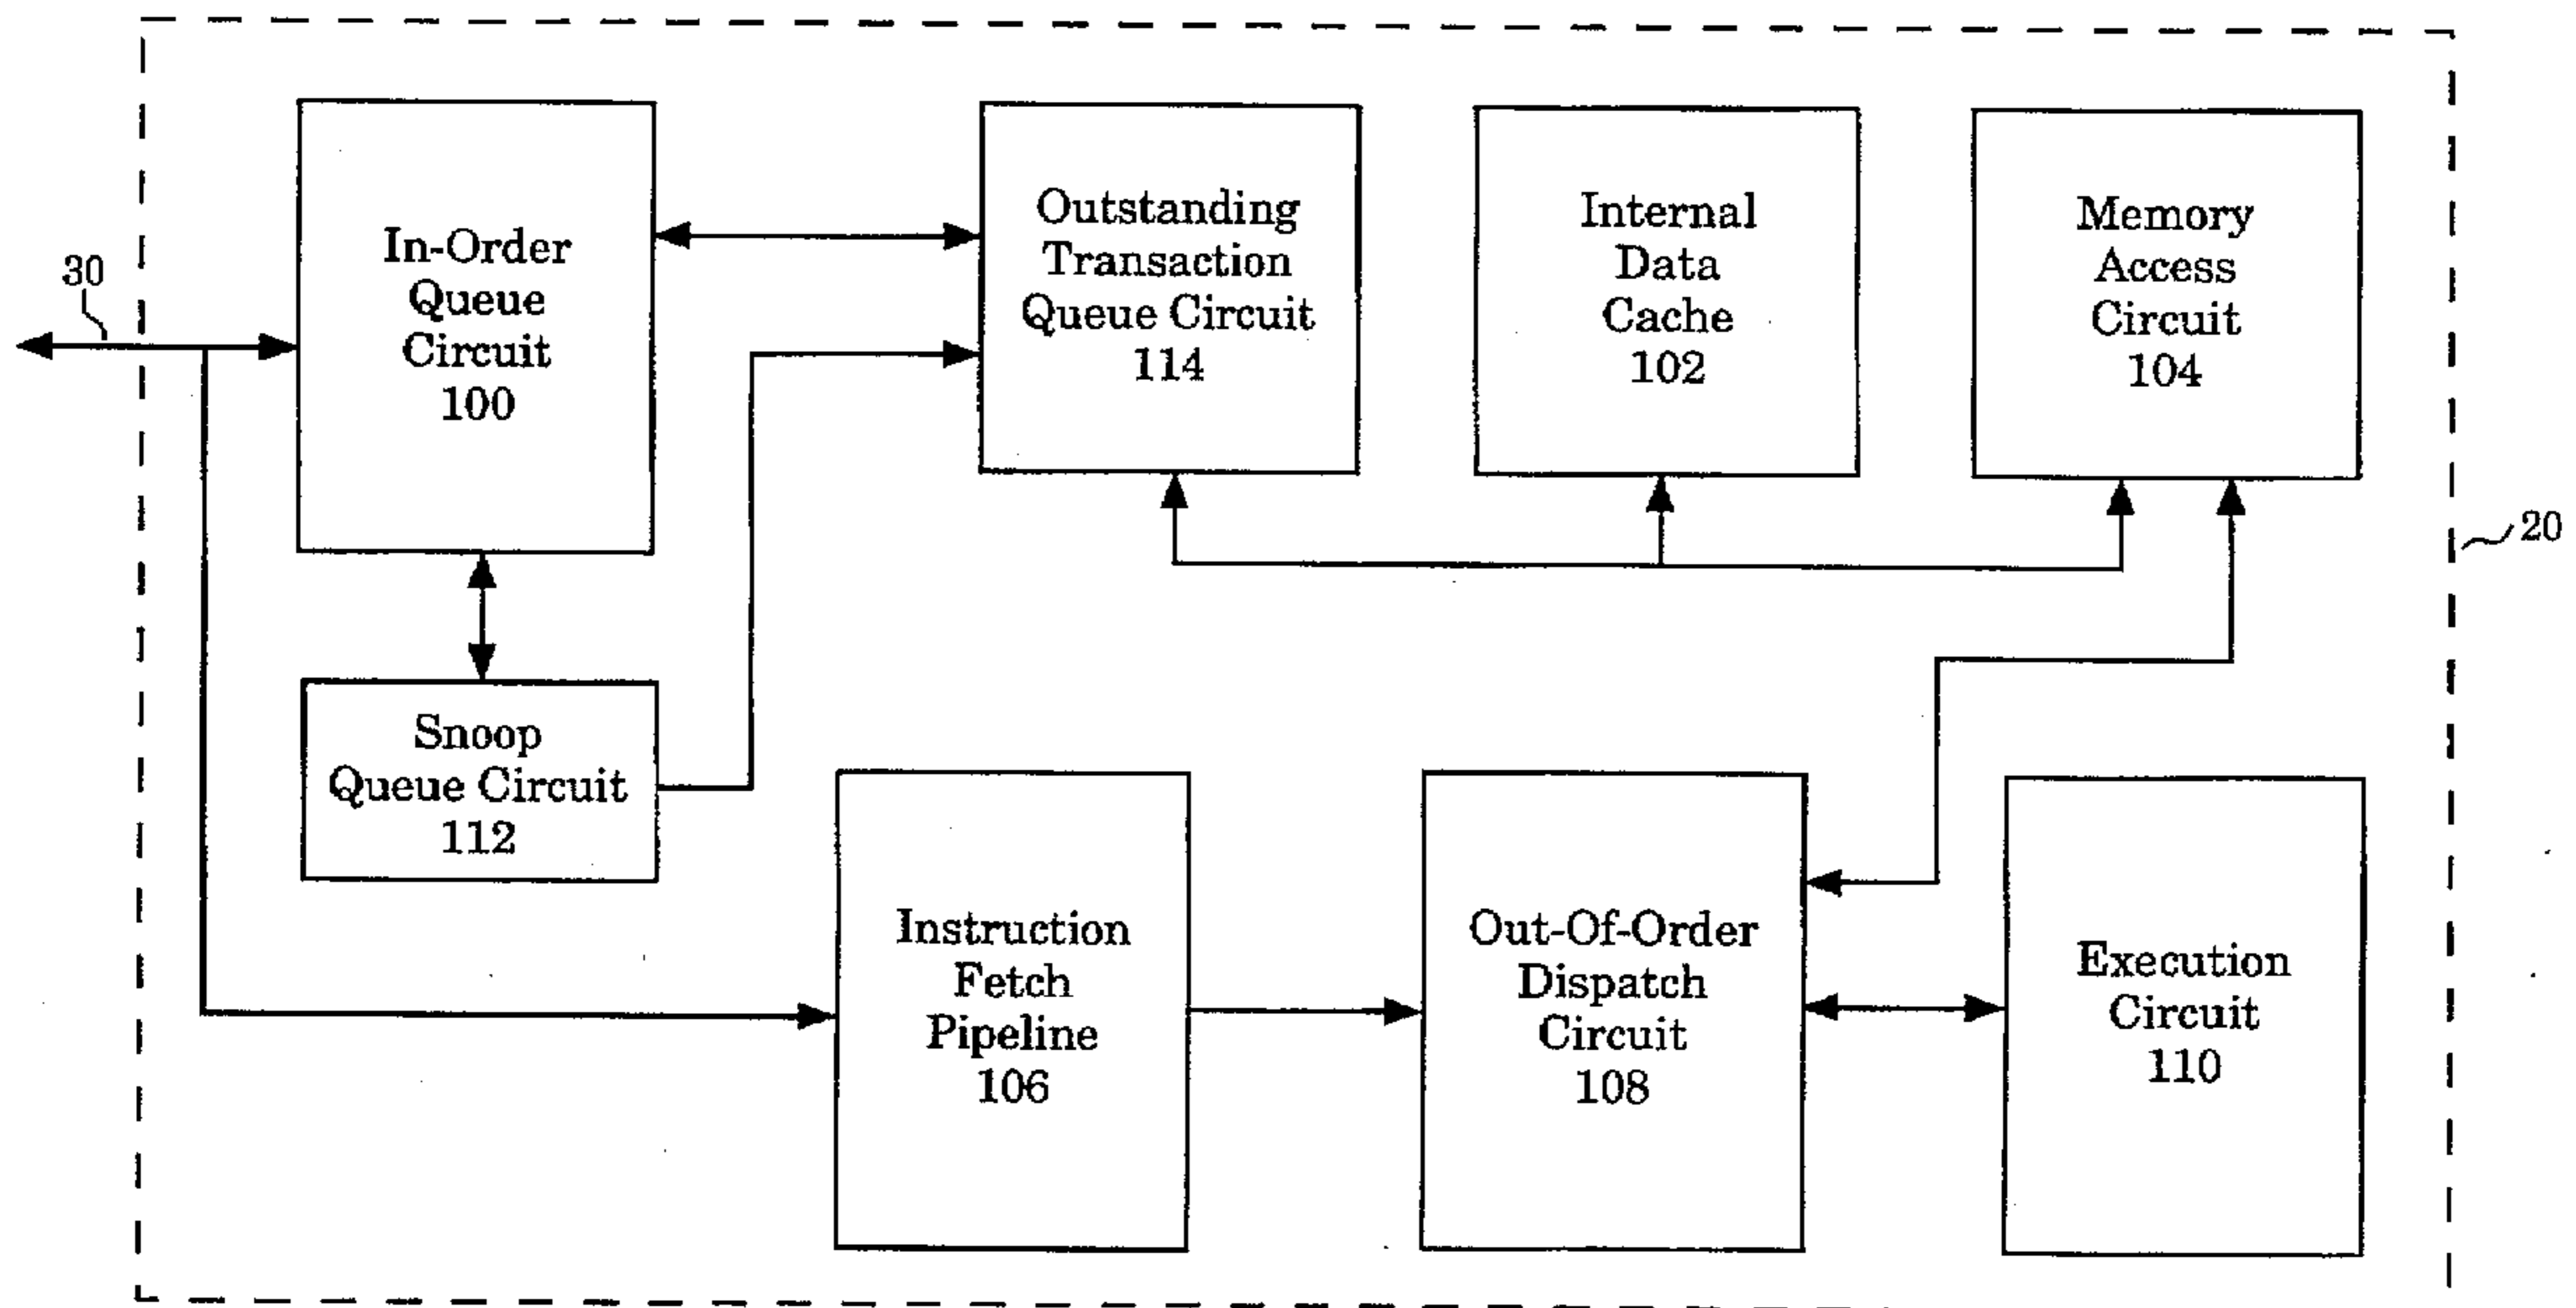 30
In-Order
Queue
Circuit
100
Outstanding
Transaction
Queue Circuit
114
Internal
Data
Cache
102
Memory
Access
Circuit
104
20
Snoop
Queue Circuit
112
Instruction
Fetch
Pipeline
106
Out-Of-Order
Dispatch
Circuit
108
Execution
Circuit
110